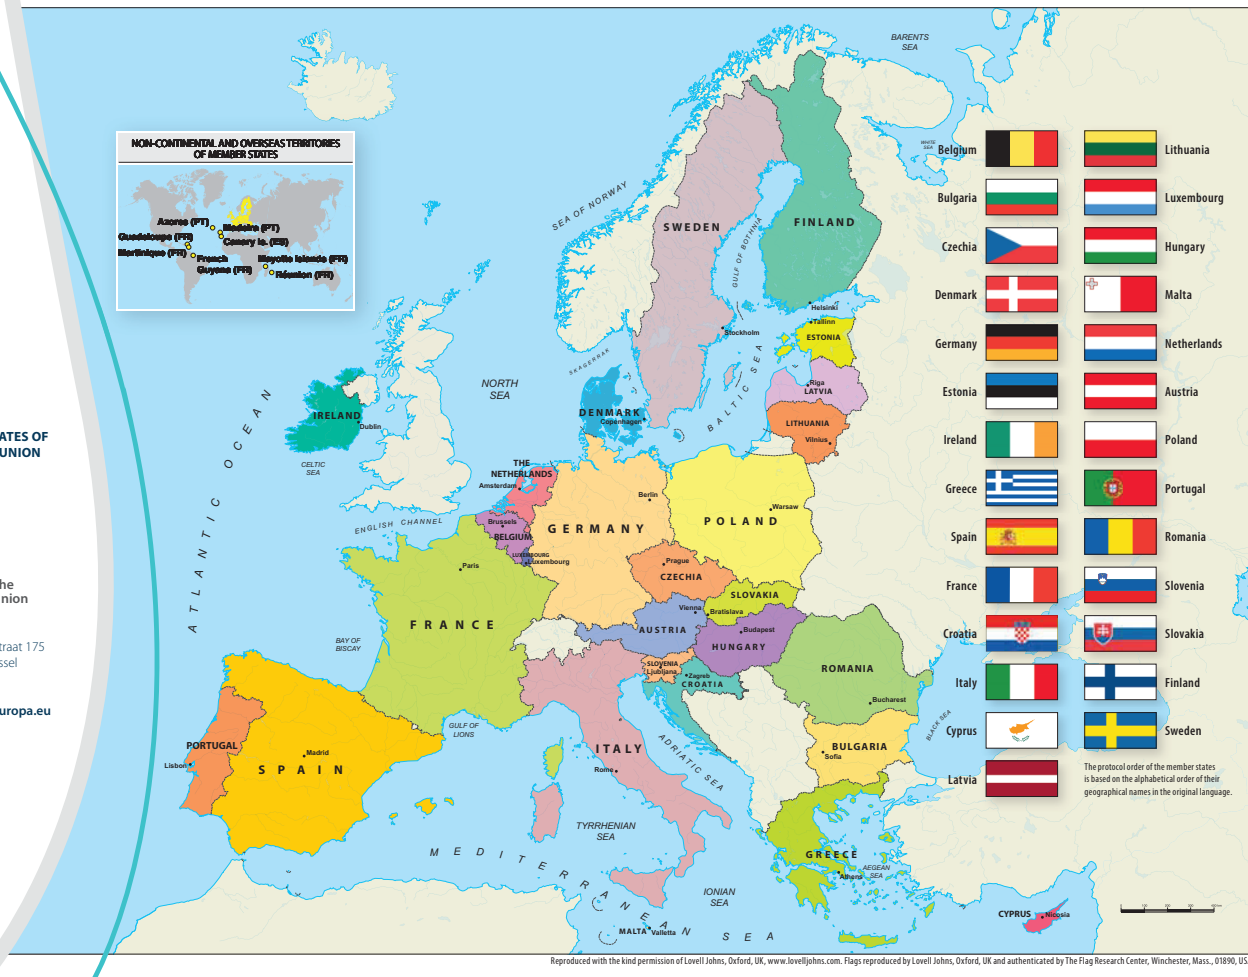 BARENTS
SEA
NON-CONTINENTAL AND OVERSEAS TERRITORIES
OF MEMBER STATES
Azores (PT)
Madeira (PT)
Guadeloupe (FR)
Canary Is. (ES)
Martinique (FR)
French
Guyana (FR)
Mayotte Islands (FR)
Réunion (FR)
WHITE
SEA
Belgium
Lithuania
Bulgaria
Luxembourg
Czechia
Hungary
Denmark
Malta
Germany
Netherlands
Estonia
Austria
Ireland
Poland
Greece
Portugal
Spain
Romania
France
Slovenia
Croatia
Slovakia
Italy
Finland
Cyprus
Sweden
Latvia
The protocol order of the member states
is based on the alphabetical order of their
geographical names in the original language.
SEA OF NORWAY
SWEDEN
FINLAND
GULF OF BOTHNIA
Helsinki
Tallinn
Stockholm
ESTONIA
SKAGERRAK
BALTIC SEA
Riga
LATVIA
NORTH
SEA
DENMARK
Copenhagen
LITHUANIA
Vilnius
IRELAND
Dublin
CELTIC
SEA
ATLANTIC OCEAN
ATES OF
UNION
THE
NETHERLANDS
Amsterdam
Berlin
Warsaw
ENGLISH CHANNEL
Brussels
BELGIUM
GERMANY
POLAND
LUXEMBOURG
Luxembourg
Paris
Prague
CZECHIA
he
nion
SLOVAKIA
Vienna
Bratislava
FRANCE
AUSTRIA
Budapest
HUNGARY
BAY OF
BISCAY
traat 175
ssel
SLOVENIA
Ljubljana
Zagreb
CROATIA
ROMANIA
Bucharest
uropa.eu
GULF OF
LIONS
PORTUGAL
Lisbon
Madrid
SPAIN
ITALY
Rome
ADRIATIC SEA
BULGARIA
Sofia
BLACK SEA
TYRRHENIAN
SEA
MEDITERRANEAN SEA
GREECE
Athens
AEGEAN
SEA
IONIAN
SEA
MALTA
Valletta
CYPRUS
Nicosia
Reproduced with the kind permission of Lovell Johns, Oxford, UK, www.lovelljohns.com. Flags reproduced by Lovell Johns, Oxford, UK and authenticated by The Flag Research Center, Winchester, Mass., 01890, US